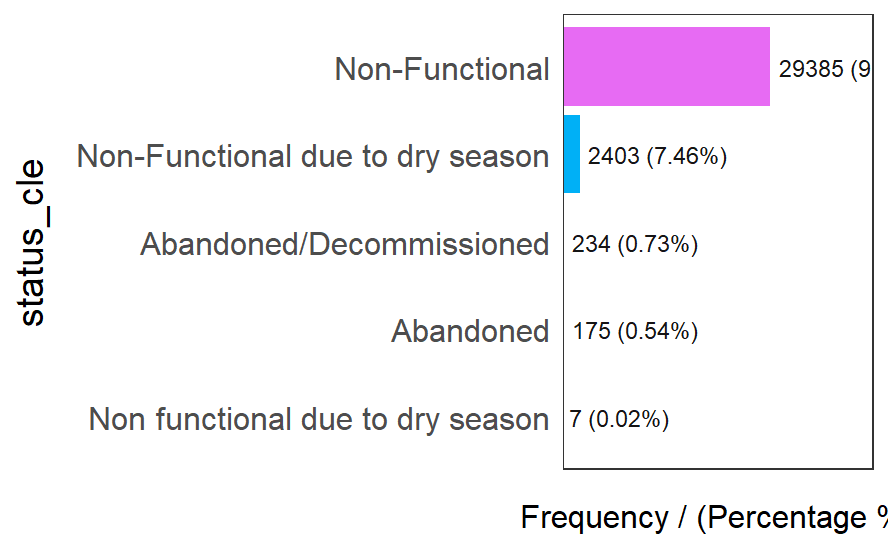 Non-Functional 29385 (9
Non-Functional due to dry season 2403 (7.46%)
Abandoned/Decommissioned 234 (0.73%)
Abandoned 175 (0.54%)
Non functional due to dry season 7 (0.02%)
status_cle
Frequency / (Percentage %